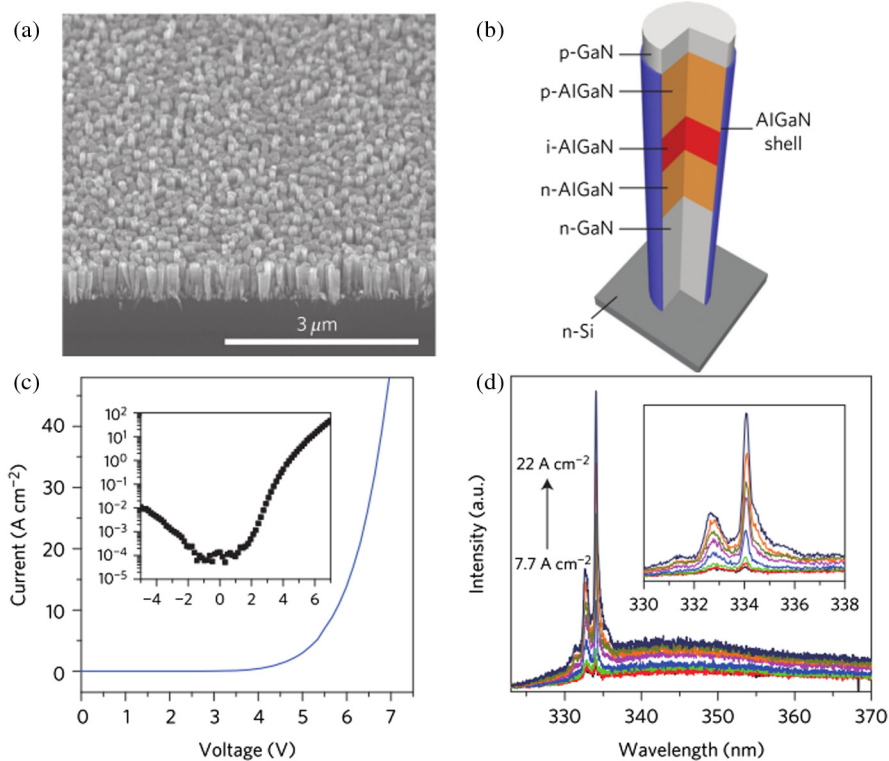 (a)
3 μm
(b)
p-GaN
p-AlGaN
i-AlGaN
n-AlGaN
n-GaN
n-Si
AlGaN
shell
(c)
Current (A cm⁻²)
40
30
20
10
0
0 1 2 3 4 5 6 7
Voltage (V)
10²
10¹
10⁰
10⁻¹
10⁻²
10⁻³
10⁻⁴
10⁻⁵
−4 −2 0 2 4 6
(d)
Intensity (a.u.)
22 A cm⁻²
7.7 A cm⁻²
330 332 334 336 338
330 340 350 360 370
Wavelength (nm)